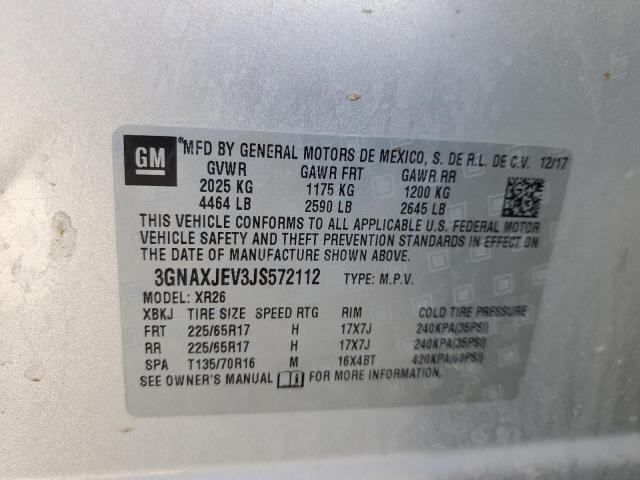 GM ®MFD BY GENERAL MOTORS DE MEXICO, S. DE R.L. DE C.V. 12/17
GVWR GAWR FRT GAWR RR
2025 KG 1175 KG 1200 KG
4464 LB 2590 LB 2645 LB
THIS VEHICLE CONFORMS TO ALL APPLICABLE U.S. FEDERAL MOTOR
VEHICLE SAFETY AND THEFT PREVENTION STANDARDS IN EFFECT ON
THE DATE OF MANUFACTURE SHOWN ABOVE.
3GNAXJEV3JS572112 TYPE: M.P.V.
MODEL: XR26
XBKJ TIRE SIZE SPEED RTG RIM COLD TIRE PRESSURE
FRT 225/65R17 H 17X7J 240KPA(35PSI)
RR 225/65R17 H 17X7J 240KPA(35PSI)
SPA T135/70R16 M 16X4BT 420KPA(60PSI)
SEE OWNER'S MANUAL FOR MORE INFORMATION.